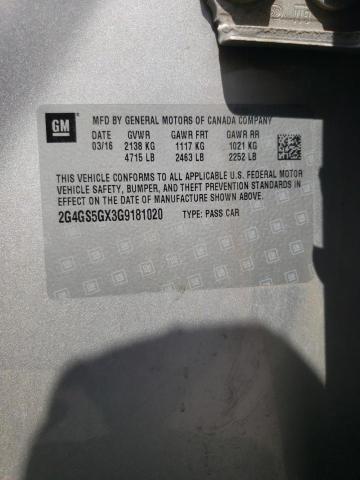 GM
MFD BY GENERAL MOTORS OF CANADA COMPANY
DATE GVWR GAWR FRT GAWR RR
03/16 2138 KG 1117 KG 1021 KG
4715 LB 2463 LB 2252 LB
THIS VEHICLE CONFORMS TO ALL APPLICABLE U.S. FEDERAL MOTOR
VEHICLE SAFETY, BUMPER, AND THEFT PREVENTION STANDARDS IN
EFFECT ON THE DATE OF MANUFACTURE SHOWN ABOVE.
2G4GS5GX3G9181020 TYPE: PASS CAR